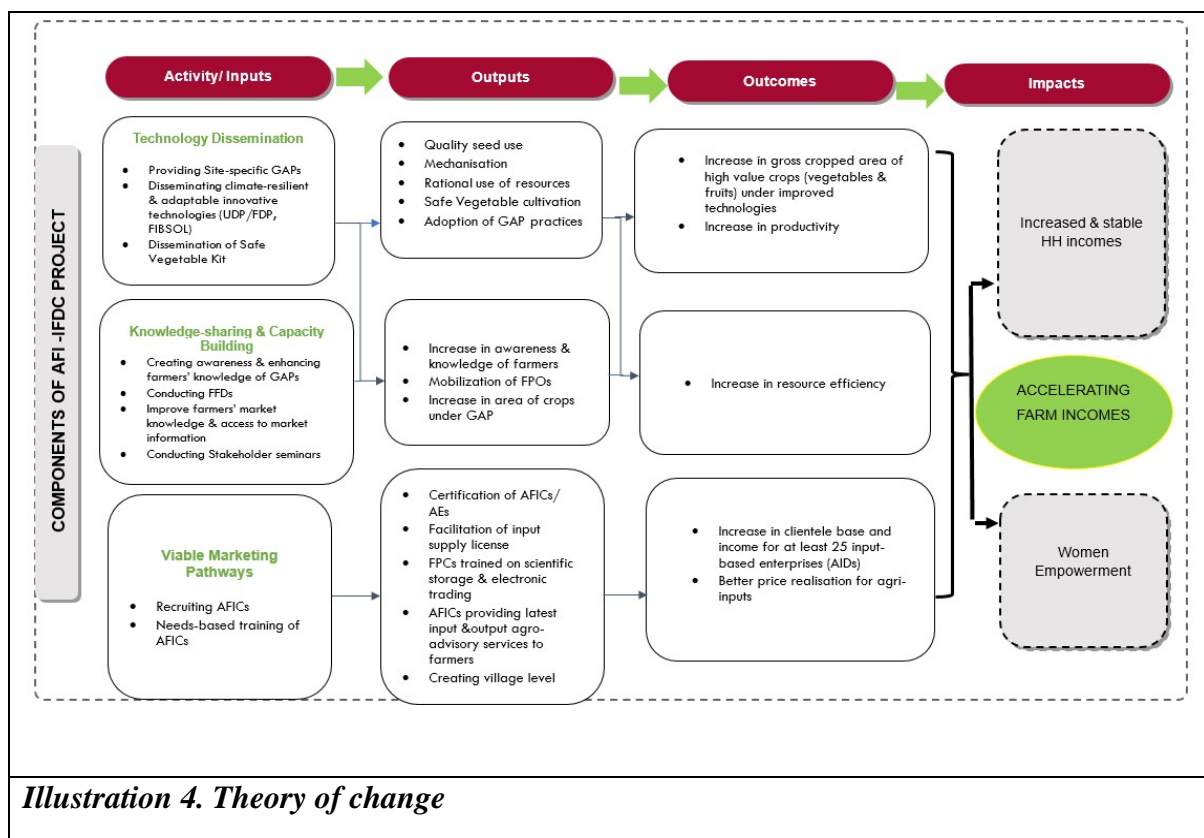 Activity/ Inputs
Outputs
Outcomes
Impacts
COMPONENTS OF AFI -IFDC PROJECT
Technology Dissemination
• Providing Site-specific GAPs
• Disseminating climate-resilient
& adaptable innovative
technologies (UDP/FDP,
FIBSOL)
• Dissemination of Safe
Vegetable Kit
• Quality seed use
• Mechanisation
• Rational use of resources
• Safe Vegetable cultivation
• Adoption of GAP practices
• Increase in gross cropped area of
high value crops (vegetables &
fruits) under improved
technologies
• Increase in productivity
Increased & stable
HH incomes
Knowledge-sharing & Capacity
Building
• Creating awareness & enhancing
farmers' knowledge of GAPs
• Conducting FFDs
• Improve farmers' market
knowledge & access to market
information
• Conducting Stakeholder seminars
• Increase in awareness &
knowledge of farmers
• Mobilization of FPOs
• Increase in area of crops
under GAP
• Increase in resource efficiency
ACCELERATING
FARM INCOMES
Viable Marketing
Pathways
• Recruiting AFICs
• Needs-based training of
AFICs
• Certification of AFICs/
AEs
• Facilitation of input
supply license
• FPCs trained on scientific
storage & electronic
trading
• AFICs providing latest
input &output agro-
advisory services to
farmers
• Creating village level
• Increase in clientele base and
income for at least 25 input-
based enterprises (AIDs)
• Better price realisation for agri-
inputs
Women
Empowerment
Illustration 4. Theory of change